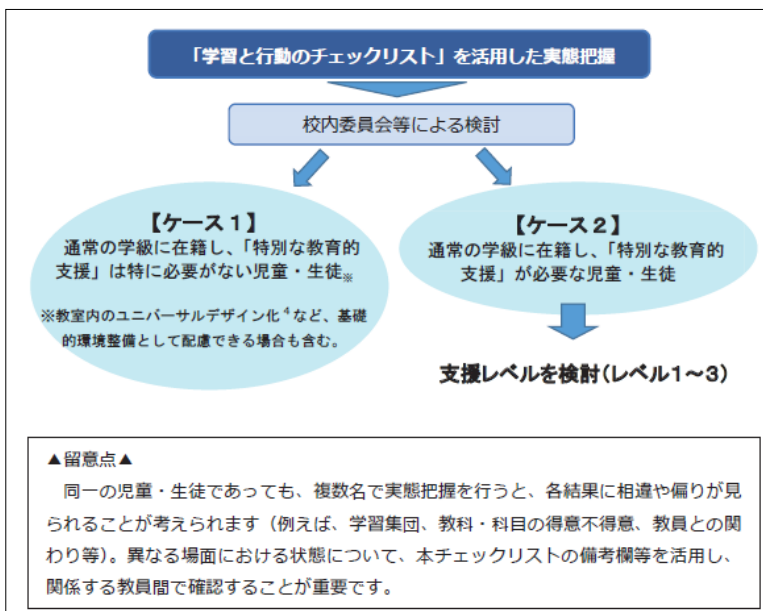 「学習と行動のチェックリスト」を活用した実態把握
校内委員会等による検討
【ケース1】
通常の学級に在籍し、「特別な教育的
支援」は特に必要がない児童・生徒※
※教室内のユニバーサルデザイン化4など、基礎
的環境整備として配慮できる場合も含む。
【ケース2】
通常の学級に在籍し、「特別な教育的
支援」が必要な児童・生徒
支援レベルを検討(レベル1~3)
▲留意点▲
同一の児童・生徒であっても、複数名で実態把握を行うと、各結果に相違や偏りが見
られることが考えられます(例えば、学習集団、教科・科目の得意不得意、教員との関
わり等)。異なる場面における状態について、本チェックリストの備考欄等を活用し、
関係する教員間で確認することが重要です。